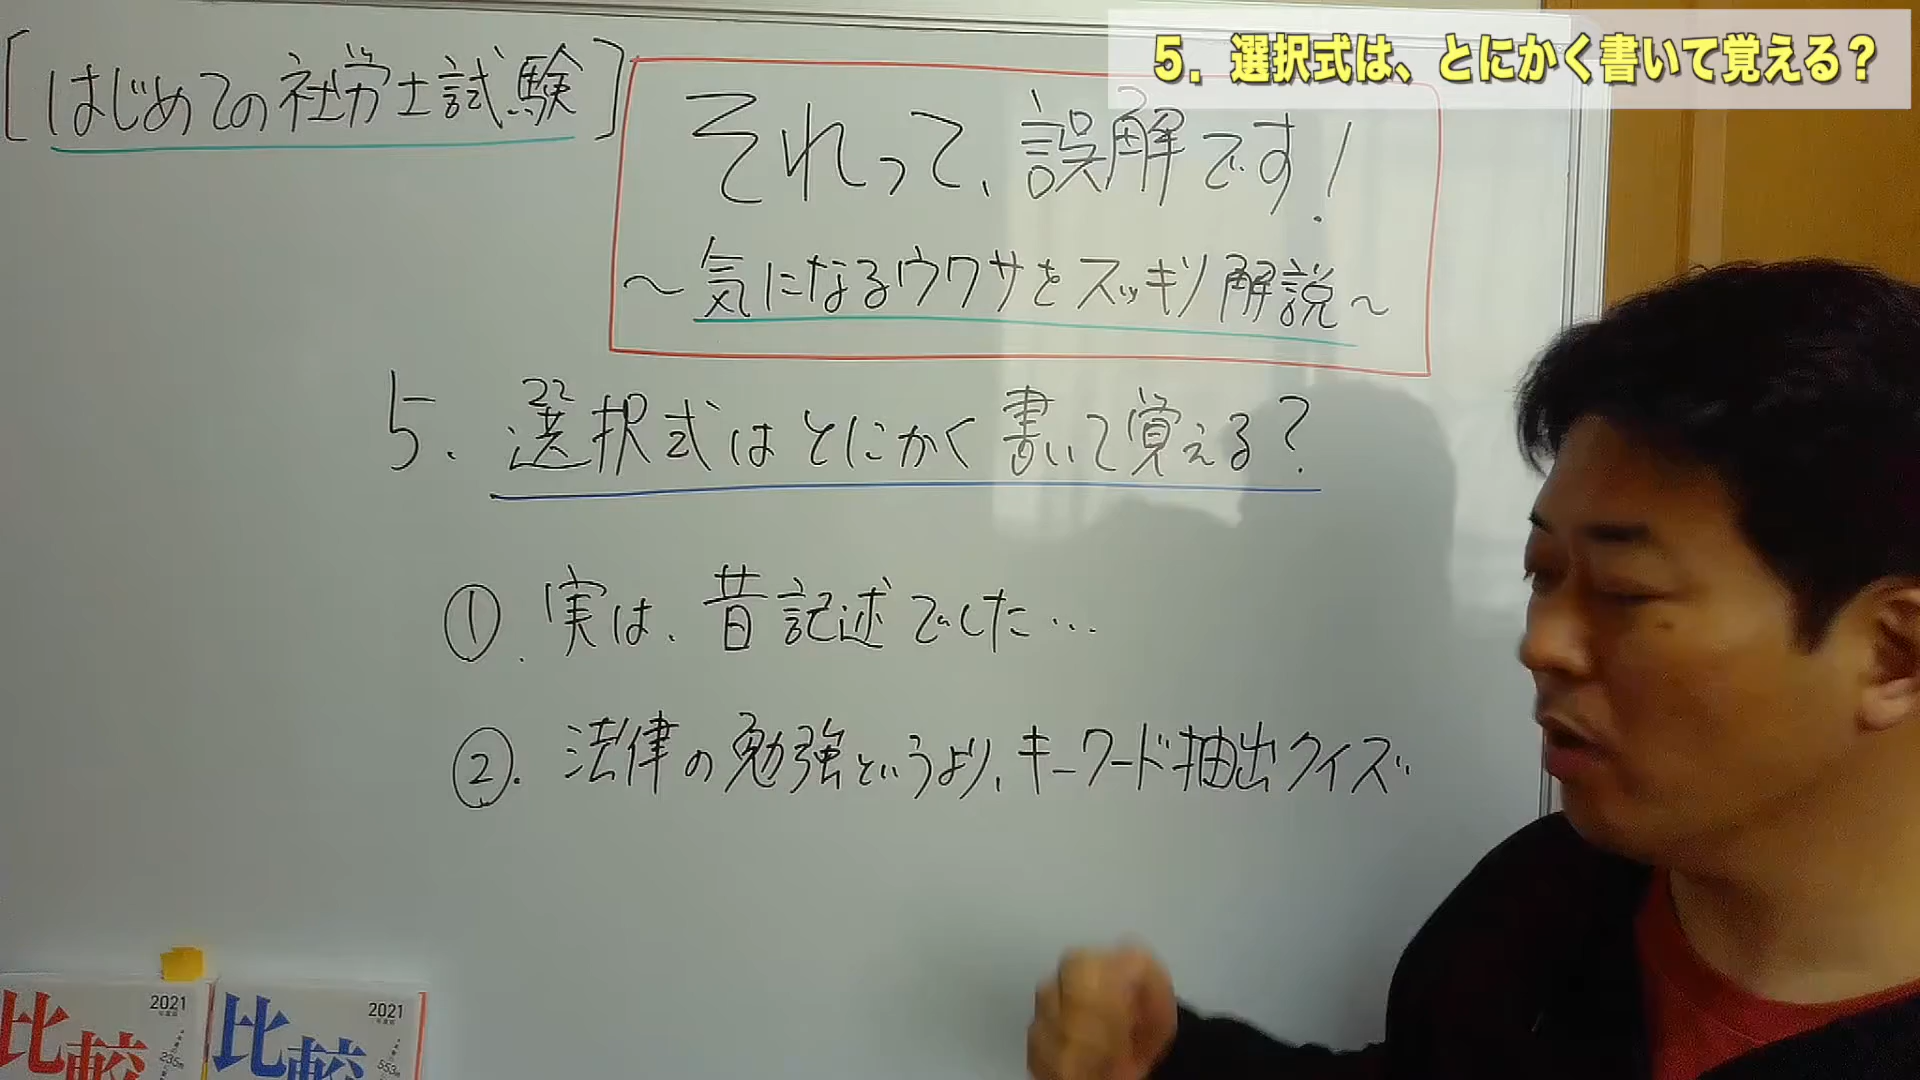 5. 選択式は、とにかく書いて覚える？
[はじめての社労士試験]
それって、誤解です!
～気になるウワサをスッキリ解説～
5. 選択式はとにかく書いて覚える?
①. 実は、昔記述でした…
②. 法律の勉強というより、キーワード抽出クイズ
比較 2021
比較 2021